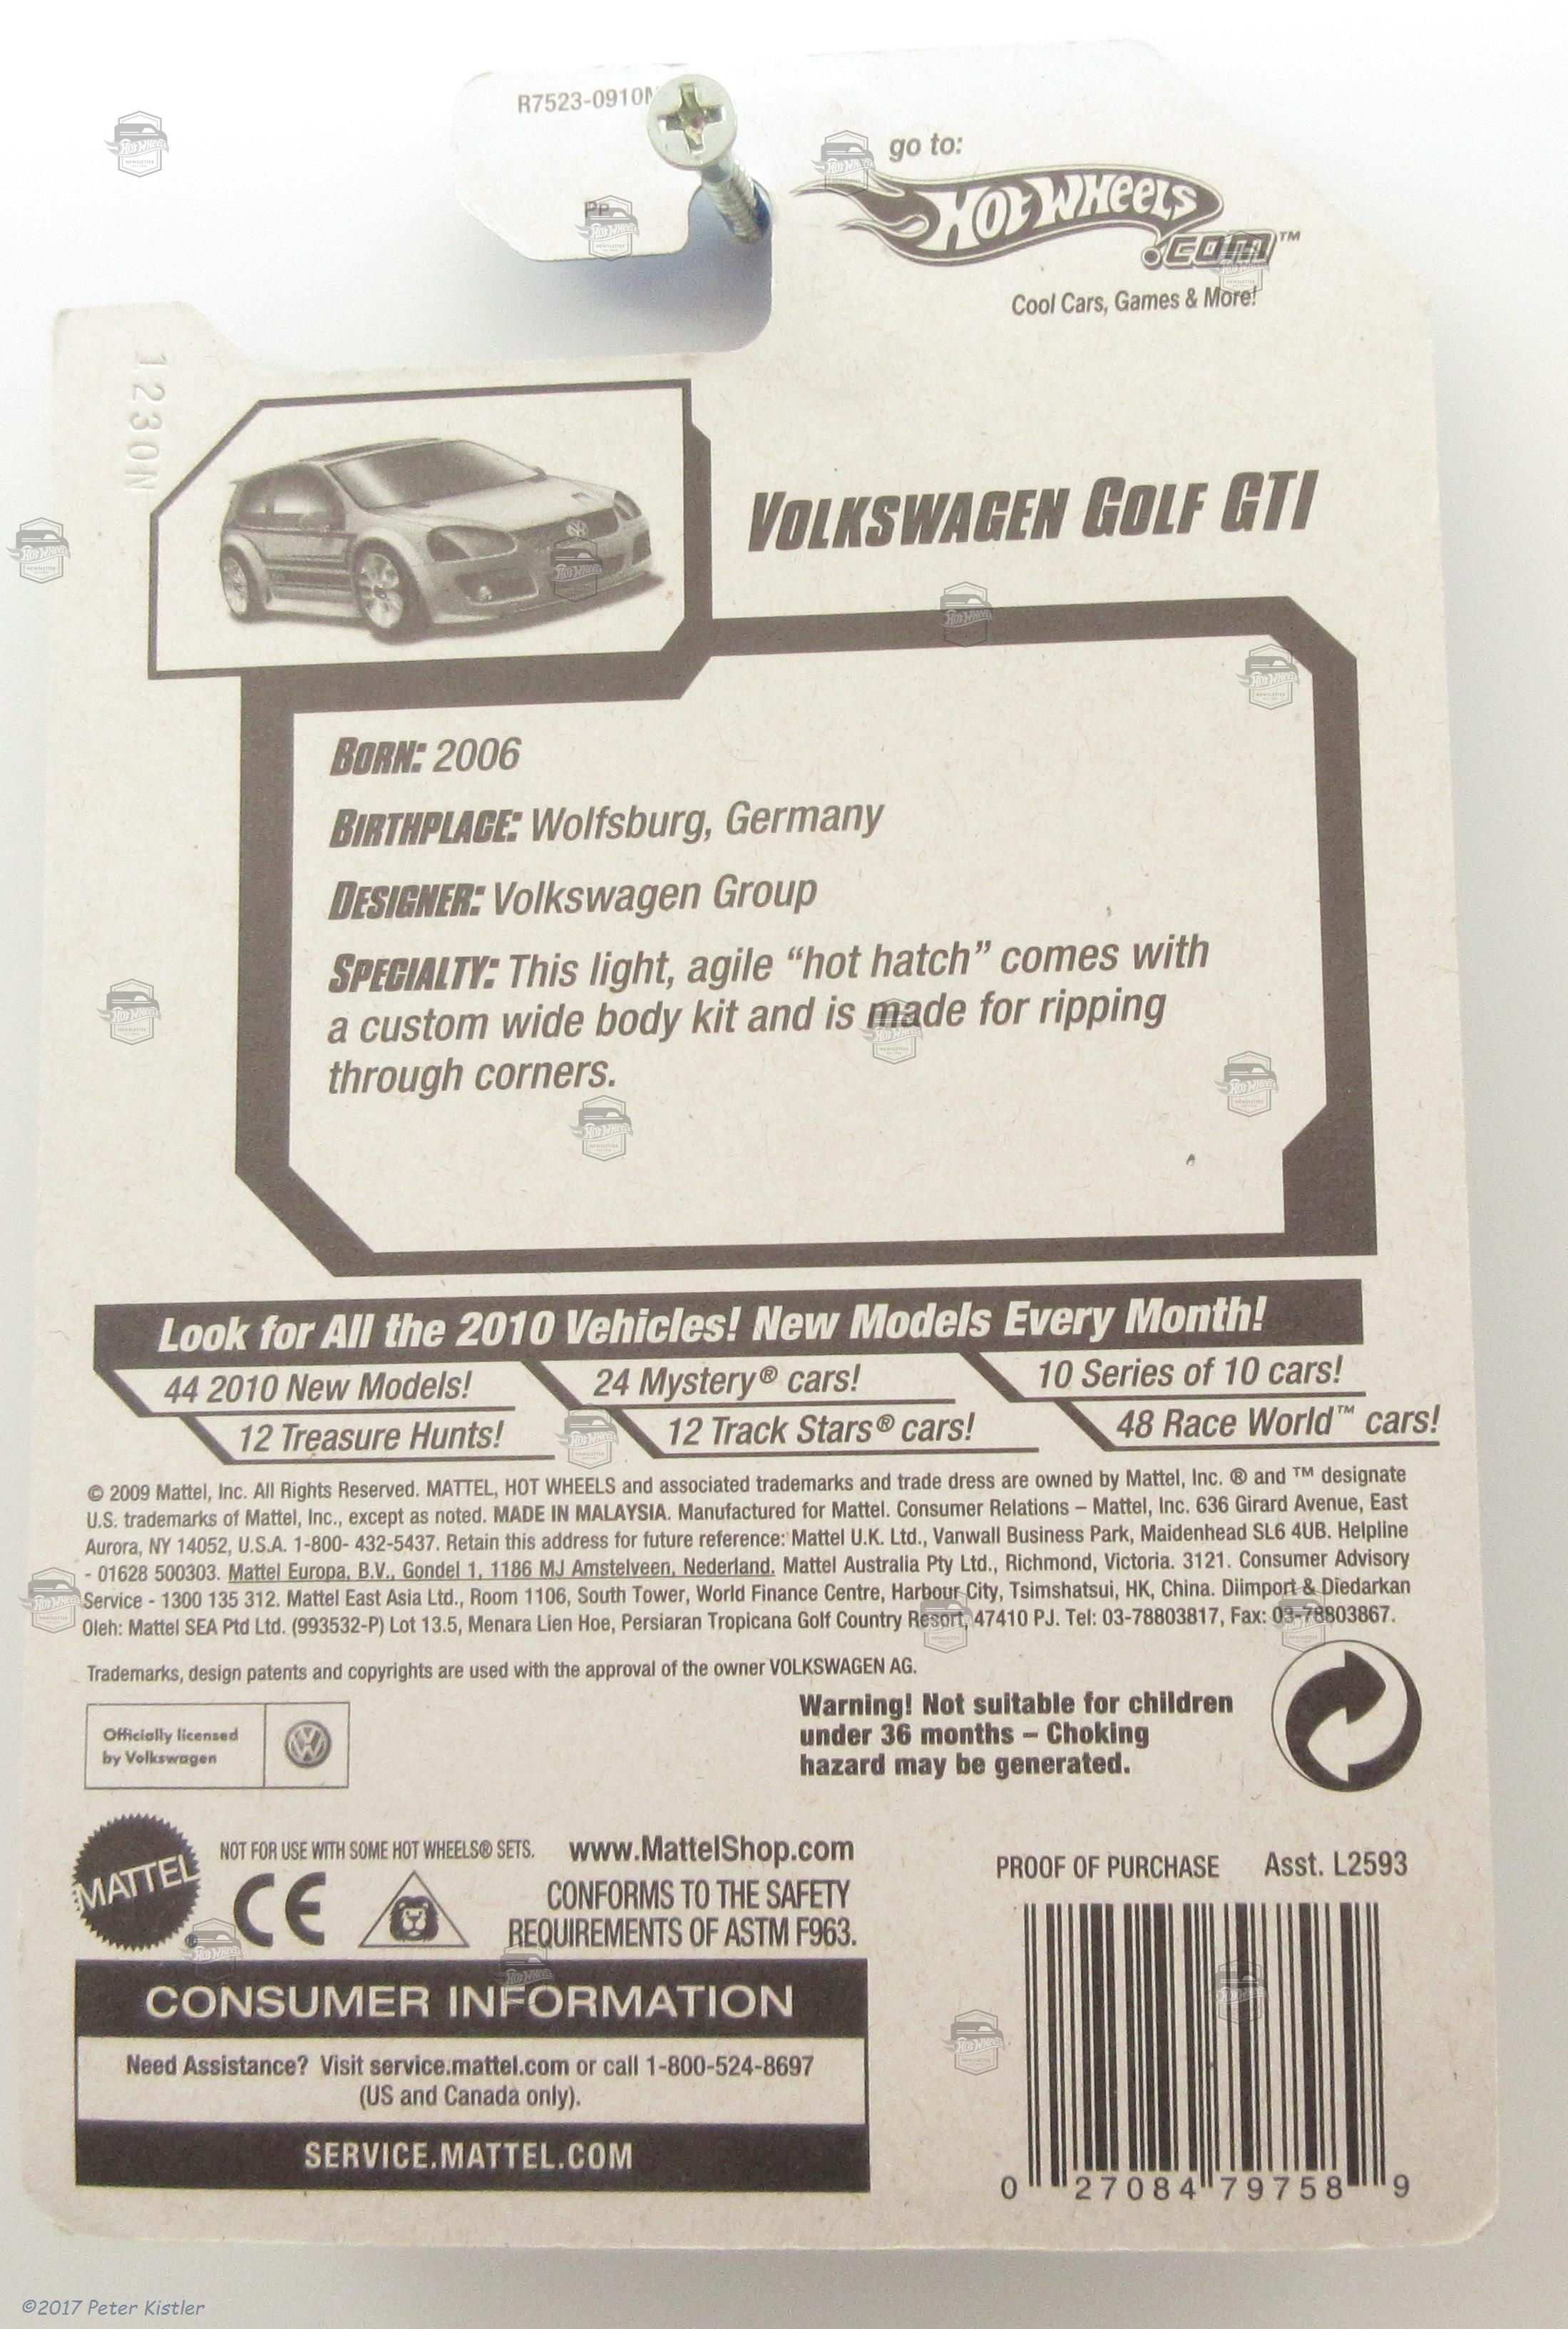 R7523-0910
PP
go to:
HOT WHEELS
.COM™
Cool Cars, Games & More!
1230N
VOLKSWAGEN GOLF GTI
BORN: 2006
BIRTHPLACE: Wolfsburg, Germany
DESIGNER: Volkswagen Group
SPECIALTY: This light, agile “hot hatch” comes with
a custom wide body kit and is made for ripping
through corners.
Look for All the 2010 Vehicles! New Models Every Month!
44 2010 New Models!
24 Mystery® cars!
10 Series of 10 cars!
12 Treasure Hunts!
12 Track Stars® cars!
48 Race World™ cars!
© 2009 Mattel, Inc. All Rights Reserved. MATTEL, HOT WHEELS and associated trademarks and trade dress are owned by Mattel, Inc. ® and ™ designate
U.S. trademarks of Mattel, Inc., except as noted. MADE IN MALAYSIA. Manufactured for Mattel. Consumer Relations – Mattel, Inc. 636 Girard Avenue, East
Aurora, NY 14052, U.S.A. 1-800- 432-5437. Retain this address for future reference: Mattel U.K. Ltd., Vanwall Business Park, Maidenhead SL6 4UB. Helpline
- 01628 500303. Mattel Europa, B.V., Gondel 1, 1186 MJ Amstelveen, Nederland. Mattel Australia Pty Ltd., Richmond, Victoria. 3121. Consumer Advisory
Service - 1300 135 312. Mattel East Asia Ltd., Room 1106, South Tower, World Finance Centre, Harbour City, Tsimshatsui, HK, China. Diimport & Diedarkan
Oleh: Mattel SEA Ptd Ltd. (993532-P) Lot 13.5, Menara Lien Hoe, Persiaran Tropicana Golf Country Resort, 47410 PJ. Tel: 03-78803817, Fax: 03-78803867.
Trademarks, design patents and copyrights are used with the approval of the owner VOLKSWAGEN AG.
Officially licensed
by Volkswagen
Warning! Not suitable for children
under 36 months – Choking
hazard may be generated.
MATTEL®
NOT FOR USE WITH SOME HOT WHEELS® SETS.
www.MattelShop.com
CE
CONFORMS TO THE SAFETY
REQUIREMENTS OF ASTM F963.
PROOF OF PURCHASE Asst. L2593
CONSUMER INFORMATION
Need Assistance? Visit service.mattel.com or call 1-800-524-8697
(US and Canada only).
SERVICE.MATTEL.COM
0 27084 79758 9
©2017 Peter Kistler